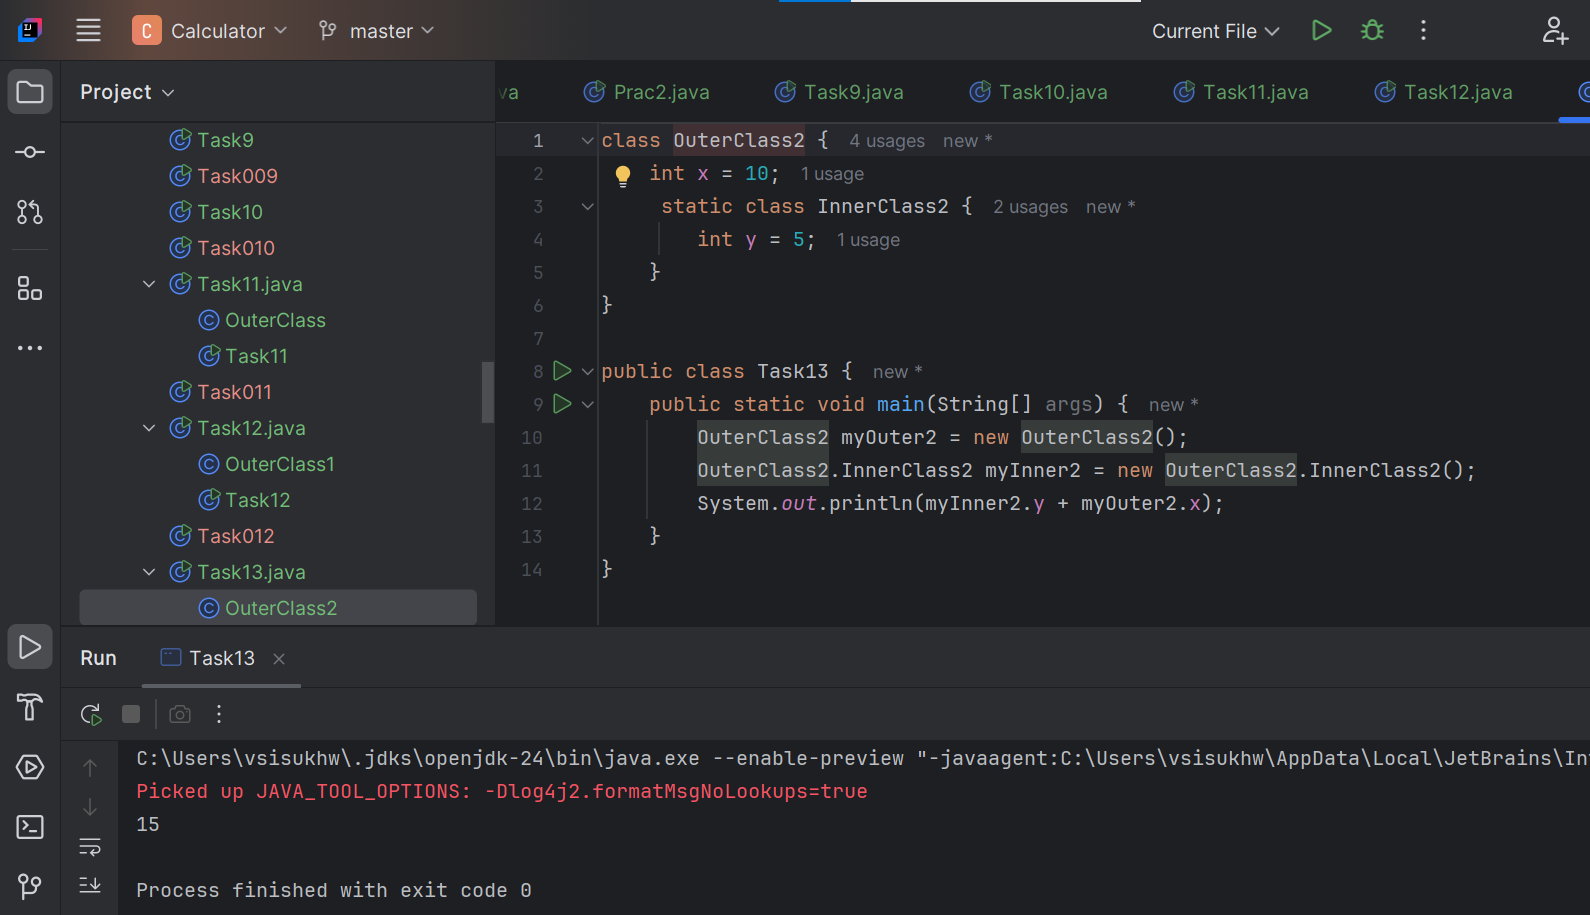 C Calculator master Current File
Project
va Prac2.java Task9.java Task10.java Task11.java Task12.java
Task9
Task009
Task10
Task010
Task11.java
OuterClass
Task11
Task011
Task12.java
OuterClass1
Task12
Task012
Task13.java
OuterClass2
1 class OuterClass2 { 4 usages new *
2 int x = 10; 1 usage
3 static class InnerClass2 { 2 usages new *
4 int y = 5; 1 usage
5 }
6 }
7
8 public class Task13 { new *
9 public static void main(String[] args) { new *
10 OuterClass2 myOuter2 = new OuterClass2();
11 OuterClass2.InnerClass2 myInner2 = new OuterClass2.InnerClass2();
12 System.out.println(myInner2.y + myOuter2.x);
13 }
14 }
Run Task13
C:\Users\vsisukhw\.jdks\openjdk-24\bin\java.exe --enable-preview "-javaagent:C:\Users\vsisukhw\AppData\Local\JetBrains\In
Picked up JAVA_TOOL_OPTIONS: -Dlog4j2.formatMsgNoLookups=true
15
Process finished with exit code 0